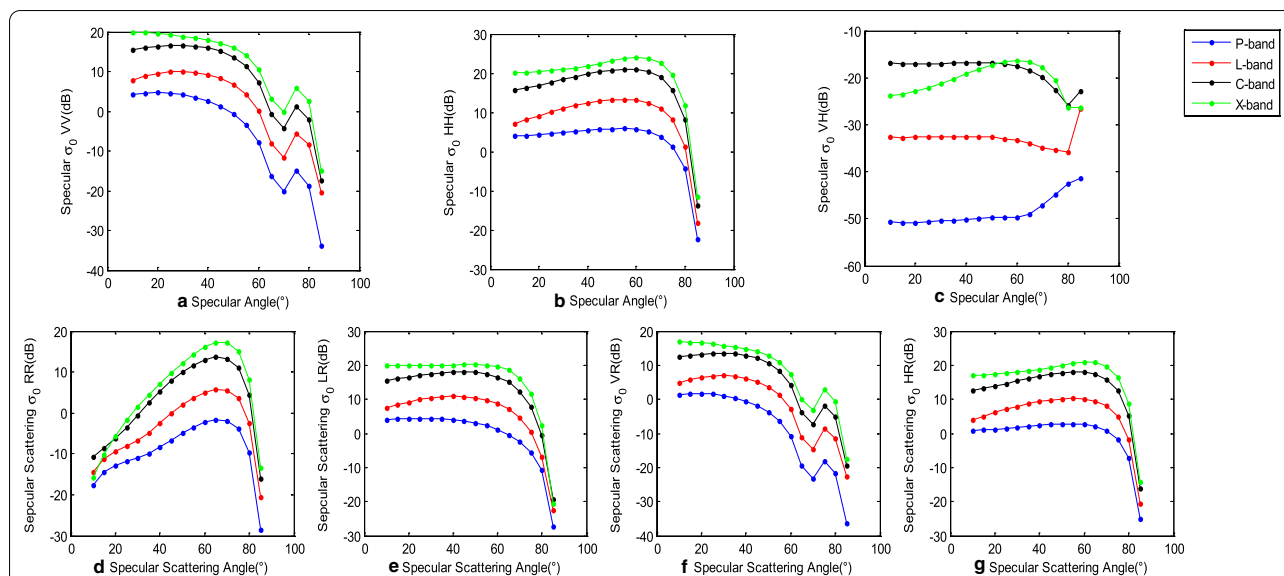 20
10
0
-10
-20
-30
-40
Specular σ0 VV(dB)
0 20 40 60 80 100
a Specular Angle(°)
30
20
10
0
-10
-20
-30
Specular σ0 HH(dB)
0 20 40 60 80 100
b Specular Angle(°)
-10
-20
-30
-40
-50
-60
Specular σ0 VH(dB)
0 20 40 60 80 100
c Specular Angle(°)
P-band
L-band
C-band
X-band
20
10
0
-10
-20
-30
Sepcular Scattering σ0 RR(dB)
0 20 40 60 80 100
d Specular Scattering Angle(°)
30
20
10
0
-10
-20
-30
Sepcular Scattering σ0 LR(dB)
0 20 40 60 80 100
e Specular Scattering Angle(°)
20
10
0
-10
-20
-30
-40
Sepcular Scattering σ0 VR(dB)
0 20 40 60 80 100
f Specular Scattering Angle(°)
30
20
10
0
-10
-20
-30
Sepcular Scattering σ0 HR(dB)
0 20 40 60 80 100
g Specular Scattering Angle(°)